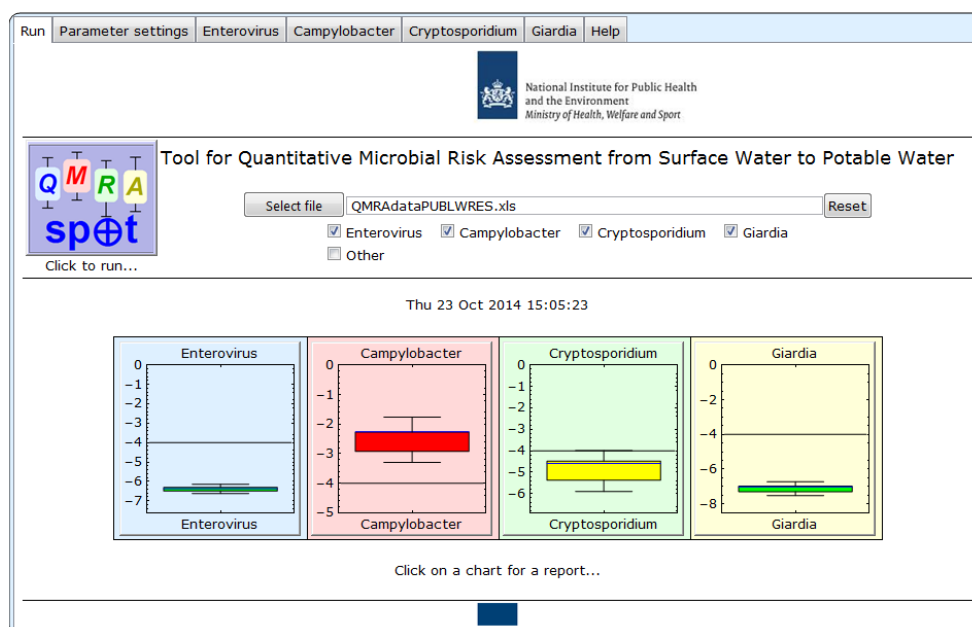 Run Parameter settings Enterovirus Campylobacter Cryptosporidium Giardia Help
National Institute for Public Health
and the Environment
Ministry of Health, Welfare and Sport
Q M R A
spot
Click to run...
Tool for Quantitative Microbial Risk Assessment from Surface Water to Potable Water
Select file QMRAdataPUBLWRES.xls Reset
Enterovirus Campylobacter Cryptosporidium Giardia
Other
Thu 23 Oct 2014 15:05:23
Enterovirus
0
−1
−2
−3
−4
−5
−6
−7
Enterovirus
Campylobacter
0
−1
−2
−3
−4
−5
Campylobacter
Cryptosporidium
0
−1
−2
−3
−4
−5
−6
Cryptosporidium
Giardia
0
−2
−4
−6
−8
Giardia
Click on a chart for a report...